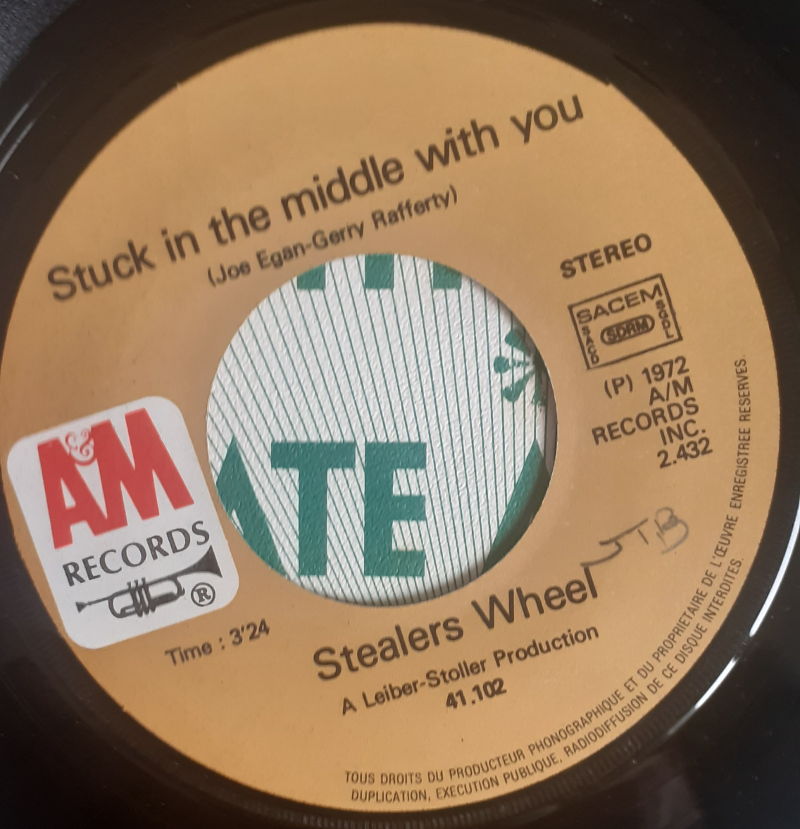 Stuck in the middle with you
(Joe Egan-Gerry Rafferty)
STEREO
SACEM
SACD
SDRM
SGDL
(P) 1972
A/M
RECORDS
INC.
2.432
A&M
RECORDS
®
ATE
JTB
Time : 3'24
Stealers Wheel
A Leiber-Stoller Production
41.102
TOUS DROITS DU PRODUCTEUR PHONOGRAPHIQUE ET DU PROPRIETAIRE DE L'ŒUVRE ENREGISTREE RESERVES.
DUPLICATION, EXECUTION PUBLIQUE, RADIODIFFUSION DE CE DISQUE INTERDITES.